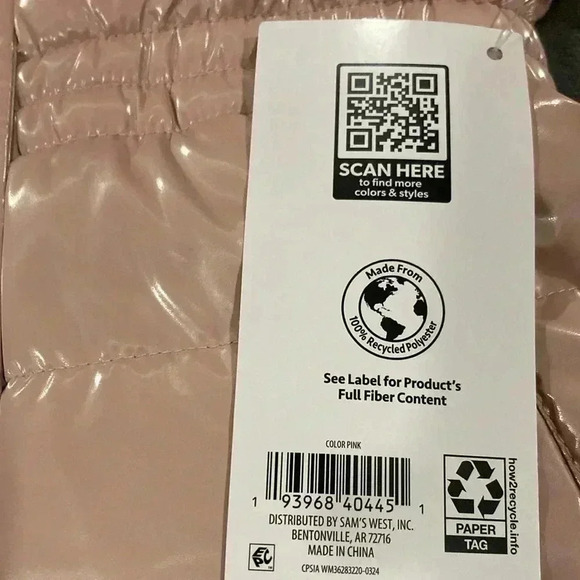 SCAN HERE
to find more
colors & styles
Made From
100% Recycled Polyester
See Label for Product's
Full Fiber Content
COLOR PINK
1 93968 40445 1
DISTRIBUTED BY SAM'S WEST, INC.
BENTONVILLE, AR 72716
MADE IN CHINA
CPSIA WM36283220-0324
how2recycle.info
PAPER
TAG